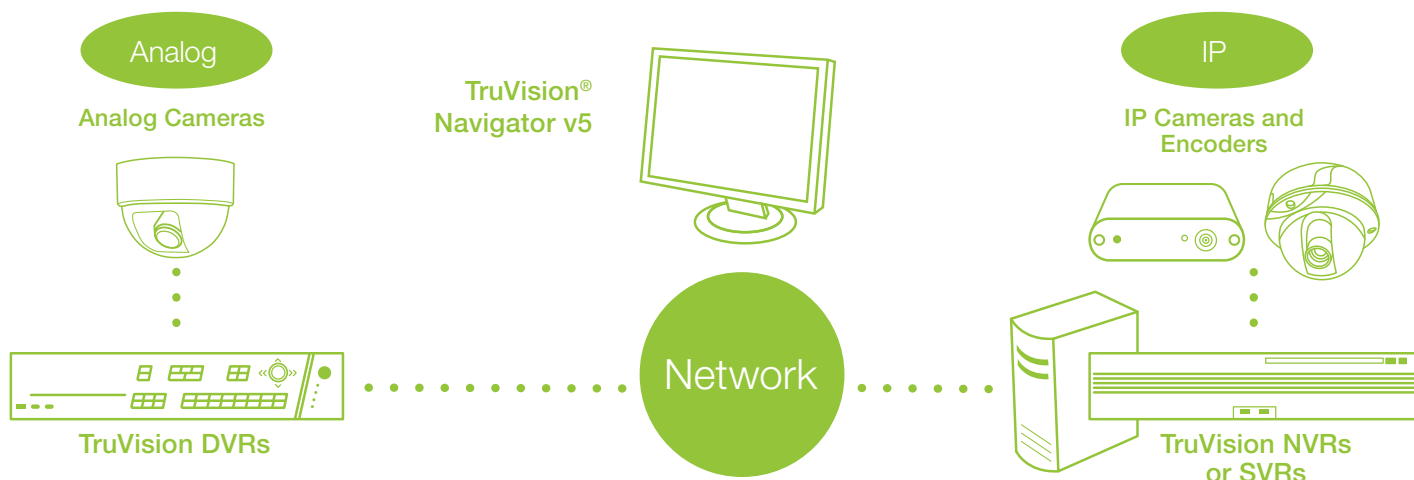 Analog
Analog Cameras
TruVision DVRs
TruVision®
Navigator v5
Network
IP
IP Cameras and
Encoders
TruVision NVRs
or SVRs